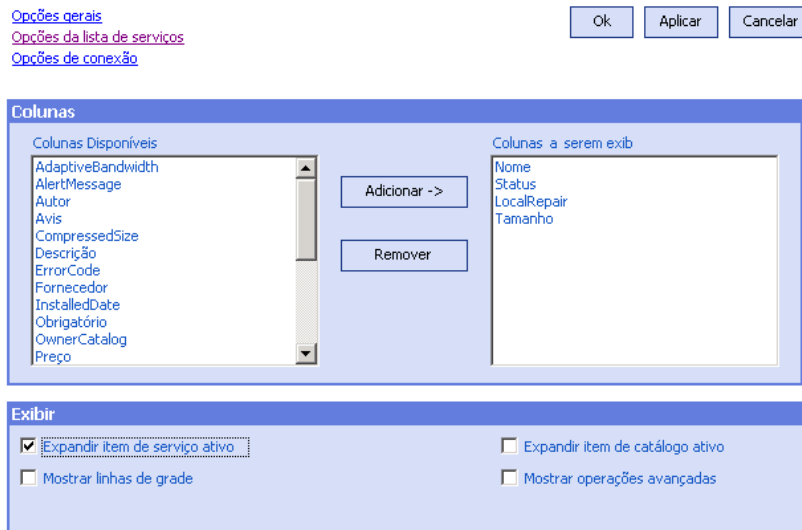 Opções gerais
Opções da lista de serviços
Opções de conexão
Ok Aplicar Cancelar
Colunas
Colunas Disponíveis
AdaptiveBandwidth
AlertMessage
Autor
Avis
CompressedSize
Descrição
ErrorCode
Fornecedor
InstalledDate
Obrigatório
OwnerCatalog
Preço
Adicionar ->
Remover
Colunas a serem exib
Nome
Status
LocalRepair
Tamanho
Exibir
Expandir item de serviço ativo
Expandir item de catálogo ativo
Mostrar linhas de grade
Mostrar operações avançadas